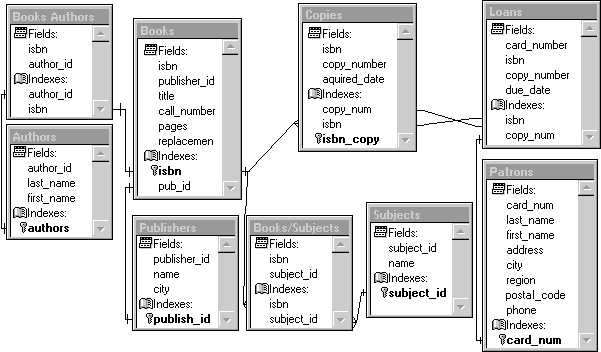 Books Authors
Fields:
isbn
author_id
Indexes:
author_id
isbn
Authors
Fields:
author_id
last_name
first_name
Indexes:
authors
Books
Fields:
isbn
publisher_id
title
call_number
pages
replacemen
Indexes:
isbn
pub_id
Publishers
Fields:
publisher_id
name
city
Indexes:
publish_id
Books/Subjects
Fields:
isbn
subject_id
Indexes:
isbn
subject_id
Copies
Fields:
isbn
copy_number
aquired_date
Indexes:
copy_num
isbn
isbn_copy
Subjects
Fields:
subject_id
name
Indexes:
subject_id
Loans
Fields:
card_number
isbn
copy_number
due_date
Indexes:
isbn
copy_num
Patrons
Fields:
card_num
last_name
first_name
address
city
region
postal_code
phone
Indexes:
card_num